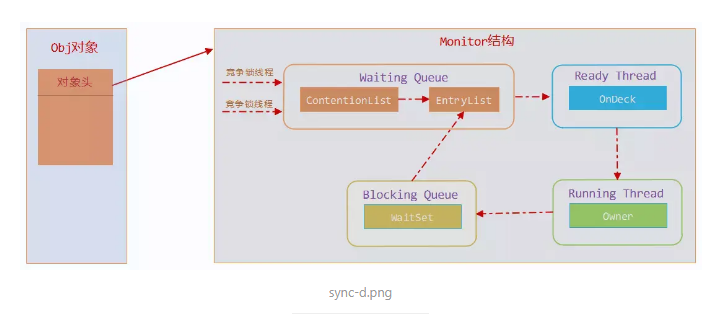 Obj对象
对象头
Monitor结构
竞争锁线程
竞争锁线程
Waiting Queue
ContentionList
EntryList
Ready Thread
OnDeck
Blocking Queue
WaitSet
Running Thread
Owner
sync-d.png